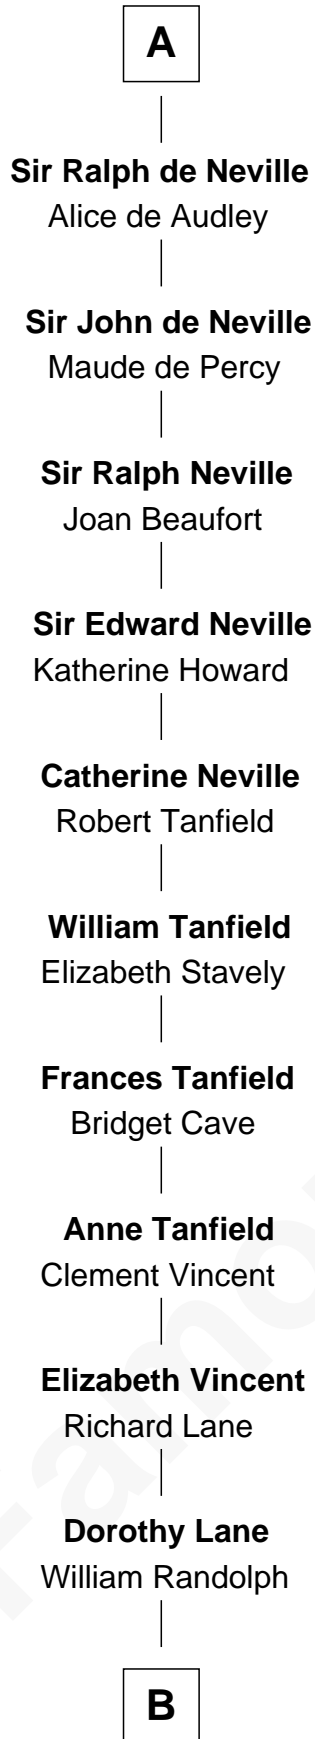 A
Sir Ralph de Neville
Alice de Audley
Sir John de Neville
Maude de Percy
Sir Ralph Neville
Joan Beaufort
Sir Edward Neville
Katherine Howard
Catherine Neville
Robert Tanfield
William Tanfield
Elizabeth Stavely
Frances Tanfield
Bridget Cave
Anne Tanfield
Clement Vincent
Elizabeth Vincent
Richard Lane
Dorothy Lane
William Randolph
B